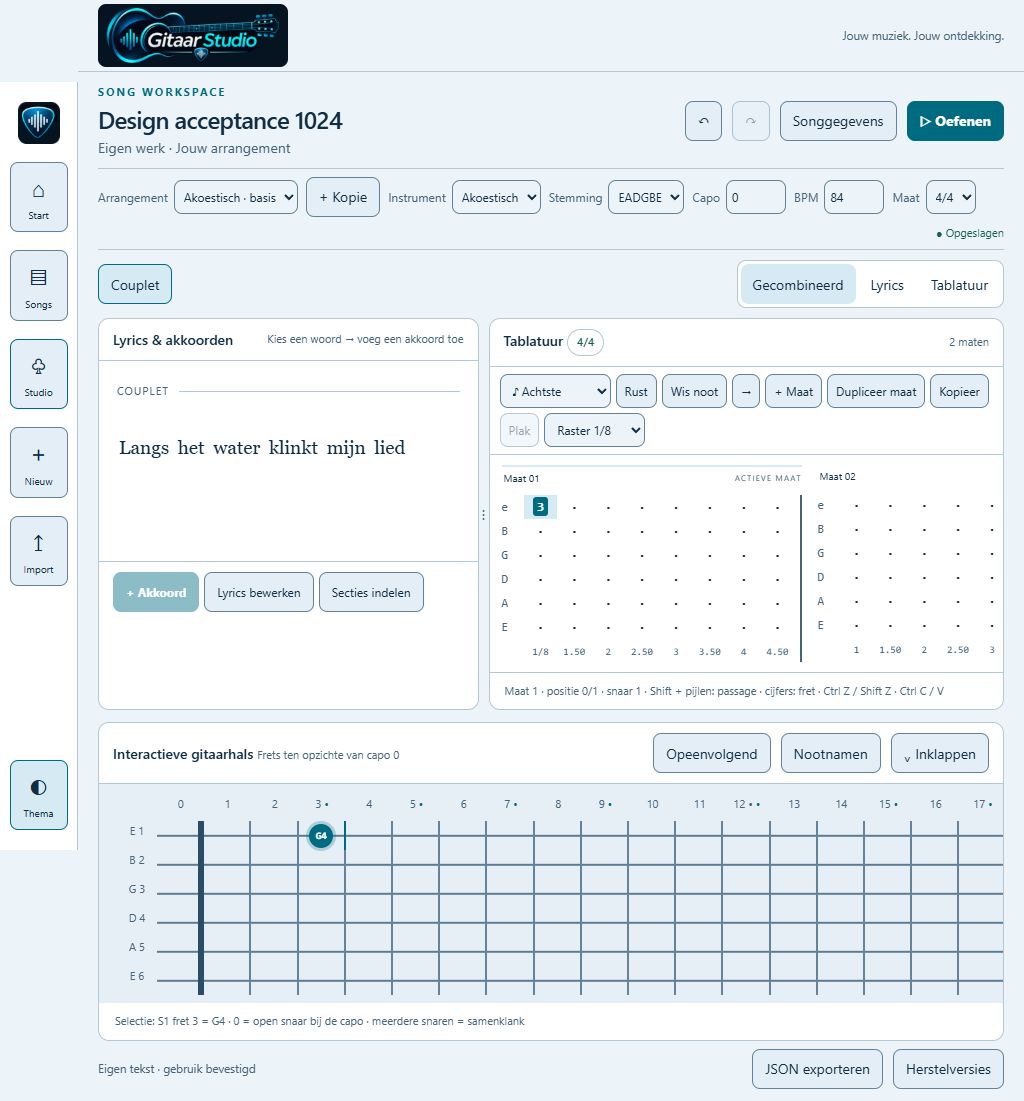 Gitaar Studio
Jouw muziek. Jouw ontdekking.
SONG WORKSPACE
Design acceptance 1024
Eigen werk · Jouw arrangement
Songgegevens
▷ Oefenen
Start
Songs
Studio
Nieuw
Import
Thema
Arrangement Akoestisch · basis + Kopie Instrument Akoestisch Stemming EADGBE Capo 0 BPM 84 Maat 4/4
● Opgeslagen
Couplet
Gecombineerd Lyrics Tablatuur
Lyrics & akkoorden Kies een woord → voeg een akkoord toe
COUPLET
Langs het water klinkt mijn lied
+ Akkoord Lyrics bewerken Secties indelen
Tablatuur 4/4 2 maten
♪ Achtste Rust Wis noot → + Maat Dupliceer maat Kopieer
Plak Raster 1/8
Maat 01 ACTIEVE MAAT Maat 02
e 3 · · · · · · · e · · · · ·
B · · · · · · · · B · · · · ·
G · · · · · · · · G · · · · ·
D · · · · · · · · D · · · · ·
A · · · · · · · · A · · · · ·
E · · · · · · · · E · · · · ·
1/8 1.50 2 2.50 3 3.50 4 4.50 1 1.50 2 2.50 3
Maat 1 · positie 0/1 · snaar 1 · Shift + pijlen: passage · cijfers: fret · Ctrl Z / Shift Z · Ctrl C / V
Interactieve gitaarhals Frets ten opzichte van capo 0
Opeenvolgend Nootnamen ˬ Inklappen
0 1 2 3 • 4 5 • 6 7 • 8 9 • 10 11 12 • • 13 14 15 • 16 17 •
E 1 G4
B 2
G 3
D 4
A 5
E 6
Selectie: S1 fret 3 = G4 · 0 = open snaar bij de capo · meerdere snaren = samenklank
Eigen tekst · gebruik bevestigd
JSON exporteren Herstelversies